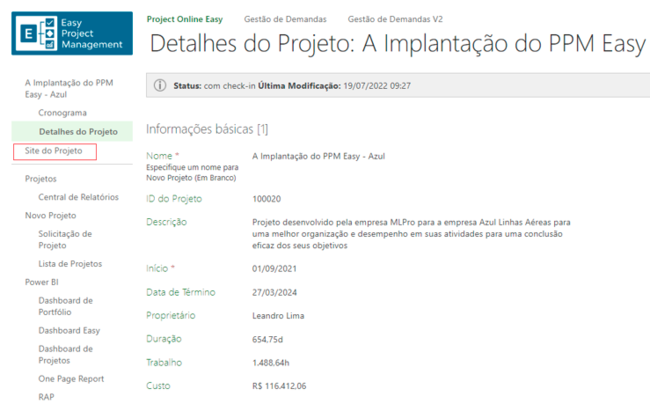 Easy
Project
Management
Project Online Easy
Gestão de Demandas
Gestão de Demandas V2
Detalhes do Projeto: A Implantação do PPM Easy
Status: com check-in Última Modificação: 19/07/2022 09:27
A Implantação do PPM
Easy - Azul
Cronograma
Detalhes do Projeto
Site do Projeto
Projetos
Central de Relatórios
Novo Projeto
Solicitação de
Projeto
Lista de Projetos
Power BI
Dashboard de
Portfólio
Dashboard Easy
Dashboard de
Projetos
One Page Report
RAP
Informações básicas [1]
Nome * A Implantação do PPM Easy - Azul
Especifique um nome para
Novo Projeto (Em Branco)
ID do Projeto 100020
Descrição Projeto desenvolvido pela empresa MLPro para a empresa Azul Linhas Aéreas para
uma melhor organização e desempenho em suas atividades para uma conclusão
eficaz dos seus objetivos
Início * 01/09/2021
Data de Término 27/03/2024
Proprietário Leandro Lima
Duração 654.75d
Trabalho 1.488,64h
Custo R$ 116.412,06